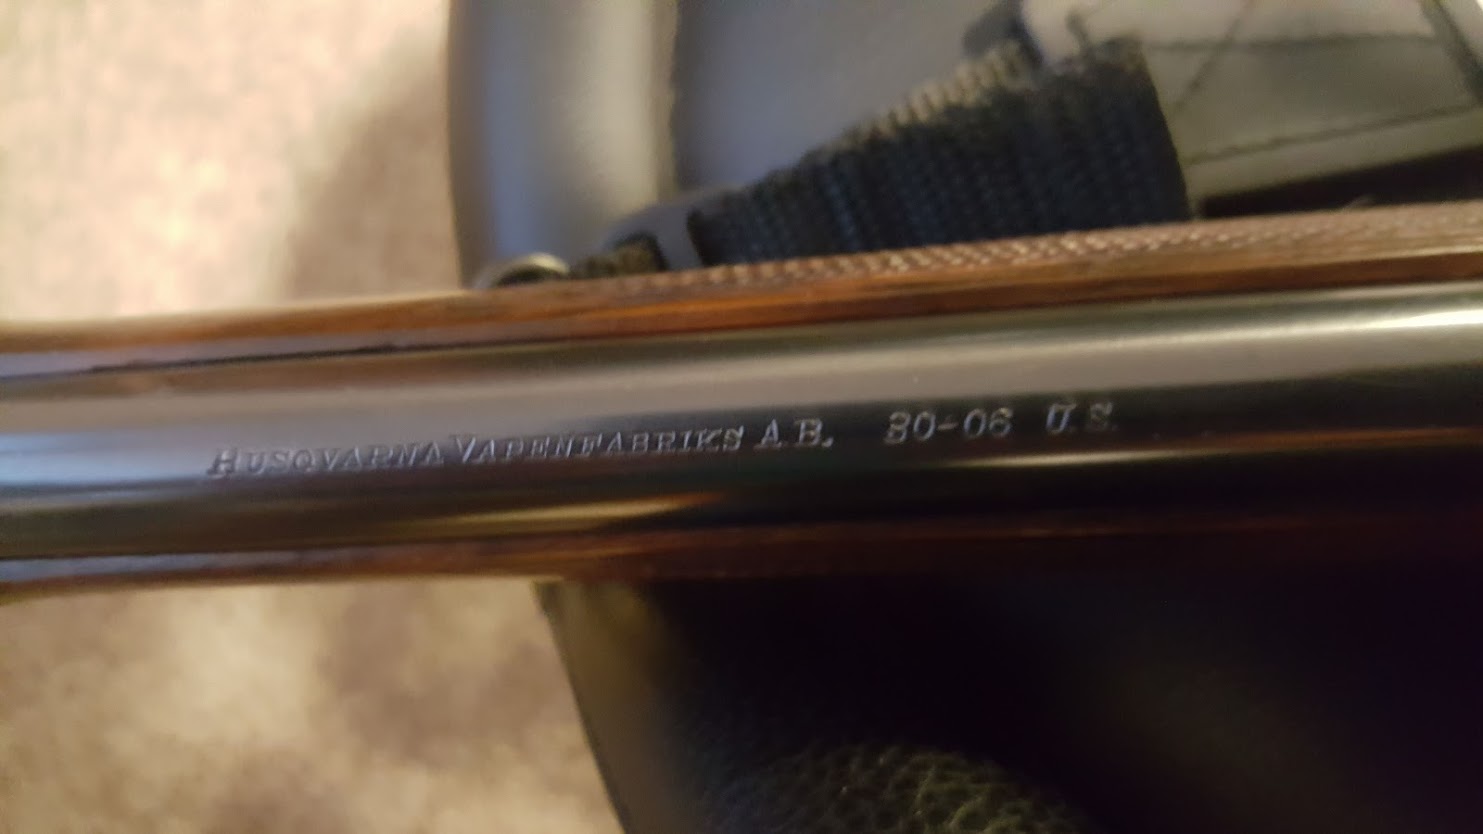 HUSQVARNA VAPENFABRIKS A.B. 30-06 U.S.